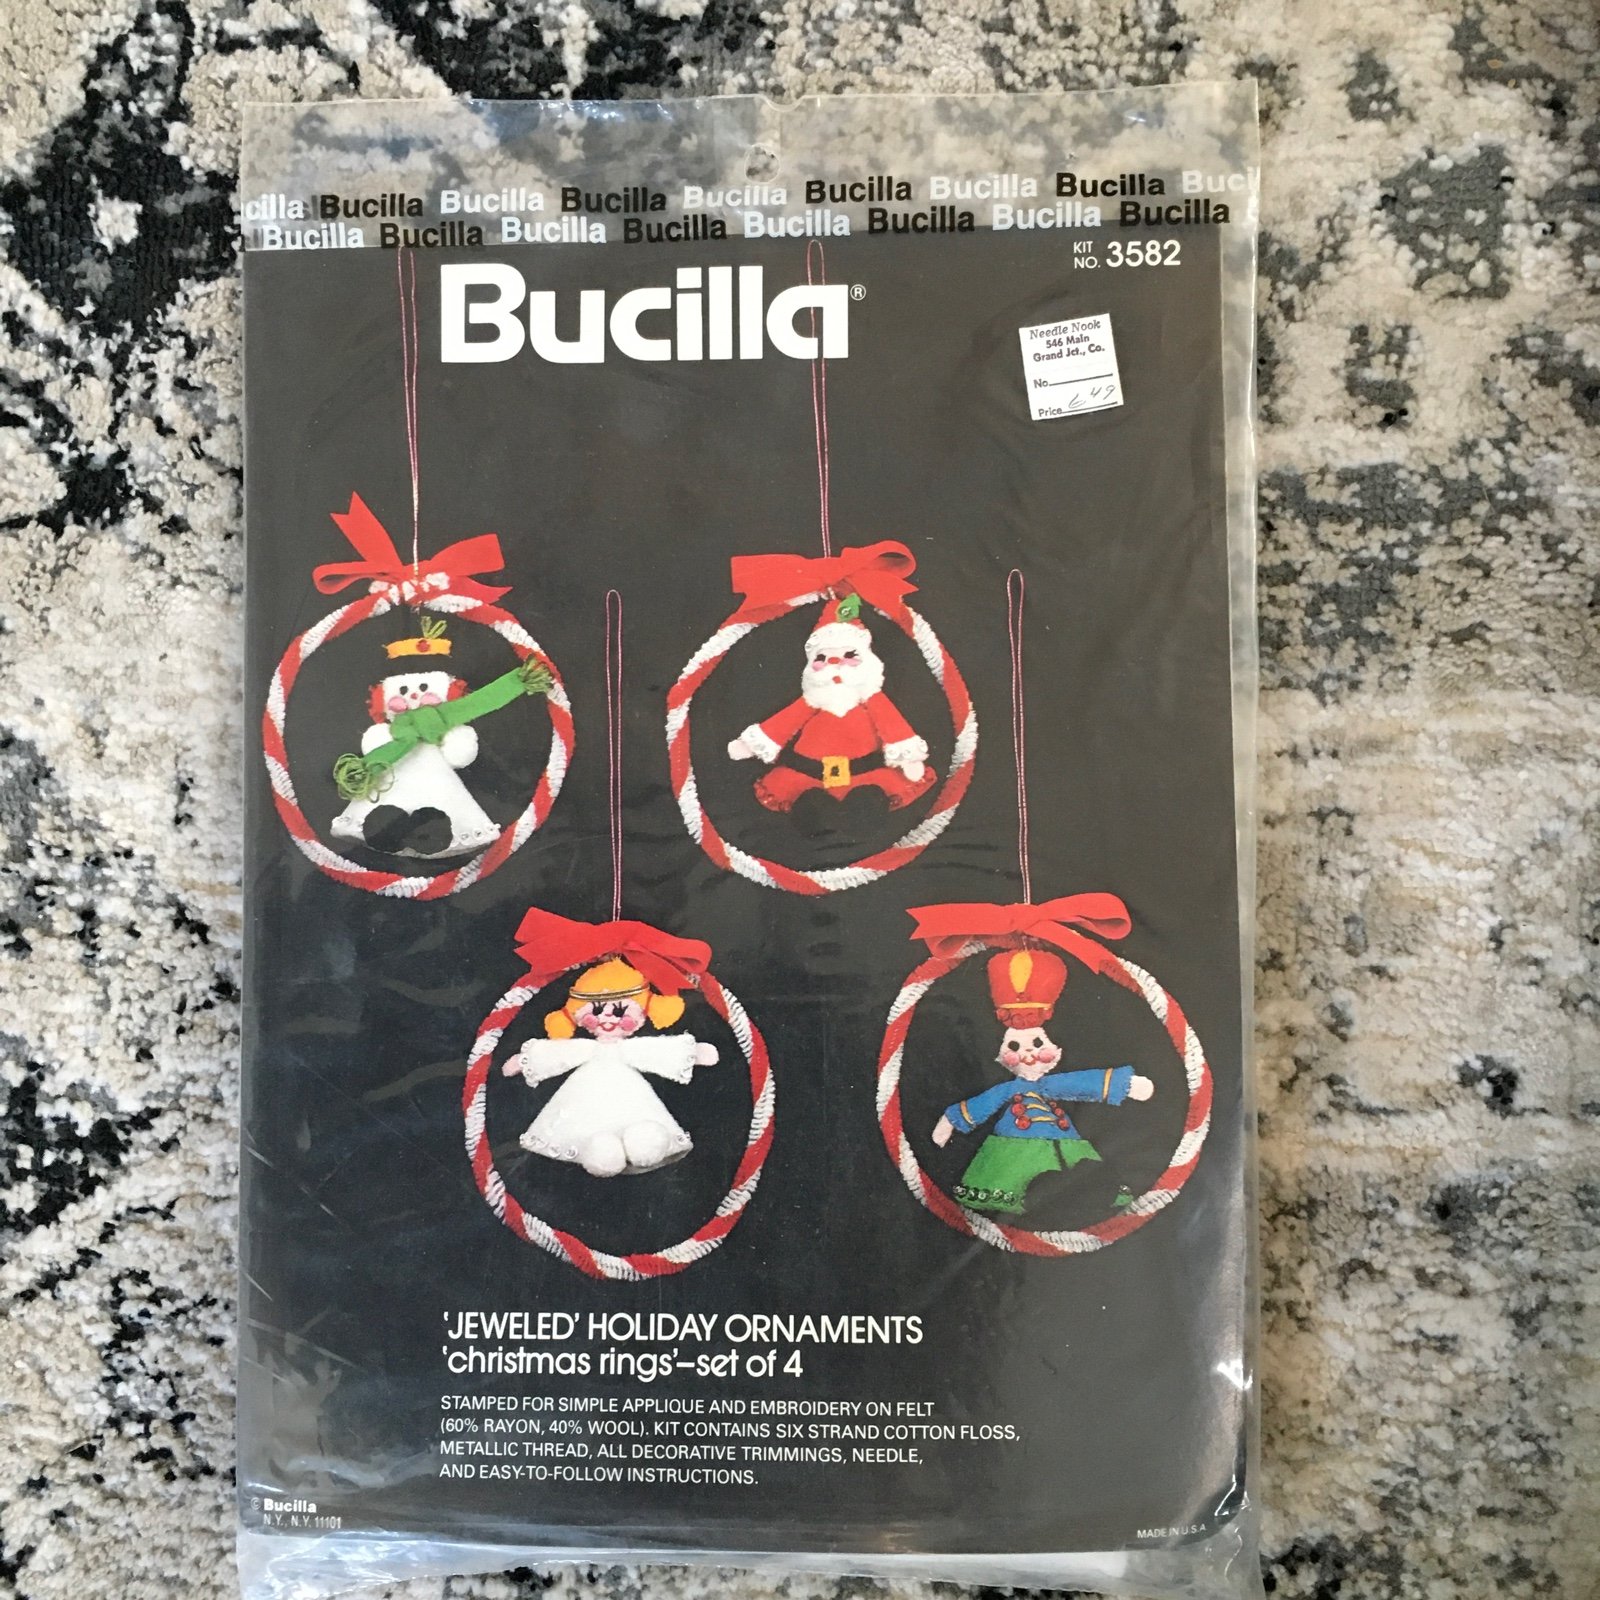 cilla Bucilla Bucilla Bucilla Bucilla Bucilla Bucilla Bucilla Buci
Bucilla Bucilla Bucilla Bucilla Bucilla Bucilla Bucilla Bucilla
KIT
NO. 3582
Bucilla®
Needle Nook
546 Main
Grand Jct., Co.
No.
Price 6 49
'JEWELED' HOLIDAY ORNAMENTS
'christmas rings'–set of 4
STAMPED FOR SIMPLE APPLIQUE AND EMBROIDERY ON FELT
(60% RAYON, 40% WOOL). KIT CONTAINS SIX STRAND COTTON FLOSS,
METALLIC THREAD, ALL DECORATIVE TRIMMINGS, NEEDLE,
AND EASY-TO-FOLLOW INSTRUCTIONS.
© Bucilla
N.Y., N.Y. 11101
MADE IN U.S.A.